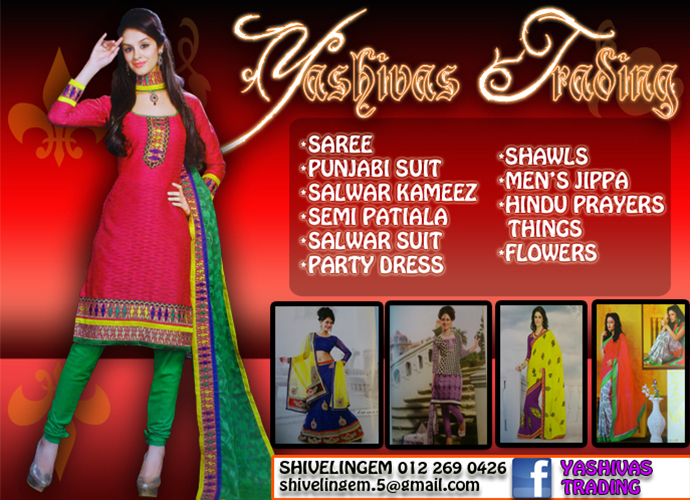 Yashivas Trading
*SAREE
*PUNJABI SUIT
*SALWAR KAMEEZ
*SEMI PATIALA
*SALWAR SUIT
*PARTY DRESS
*SHAWLS
*MEN'S JIPPA
*HINDU PRAYERS
THINGS
*FLOWERS
SHIVELINGEM 012 269 0426
shivelingem.5@gmail.com
f YASHIVAS
TRADING